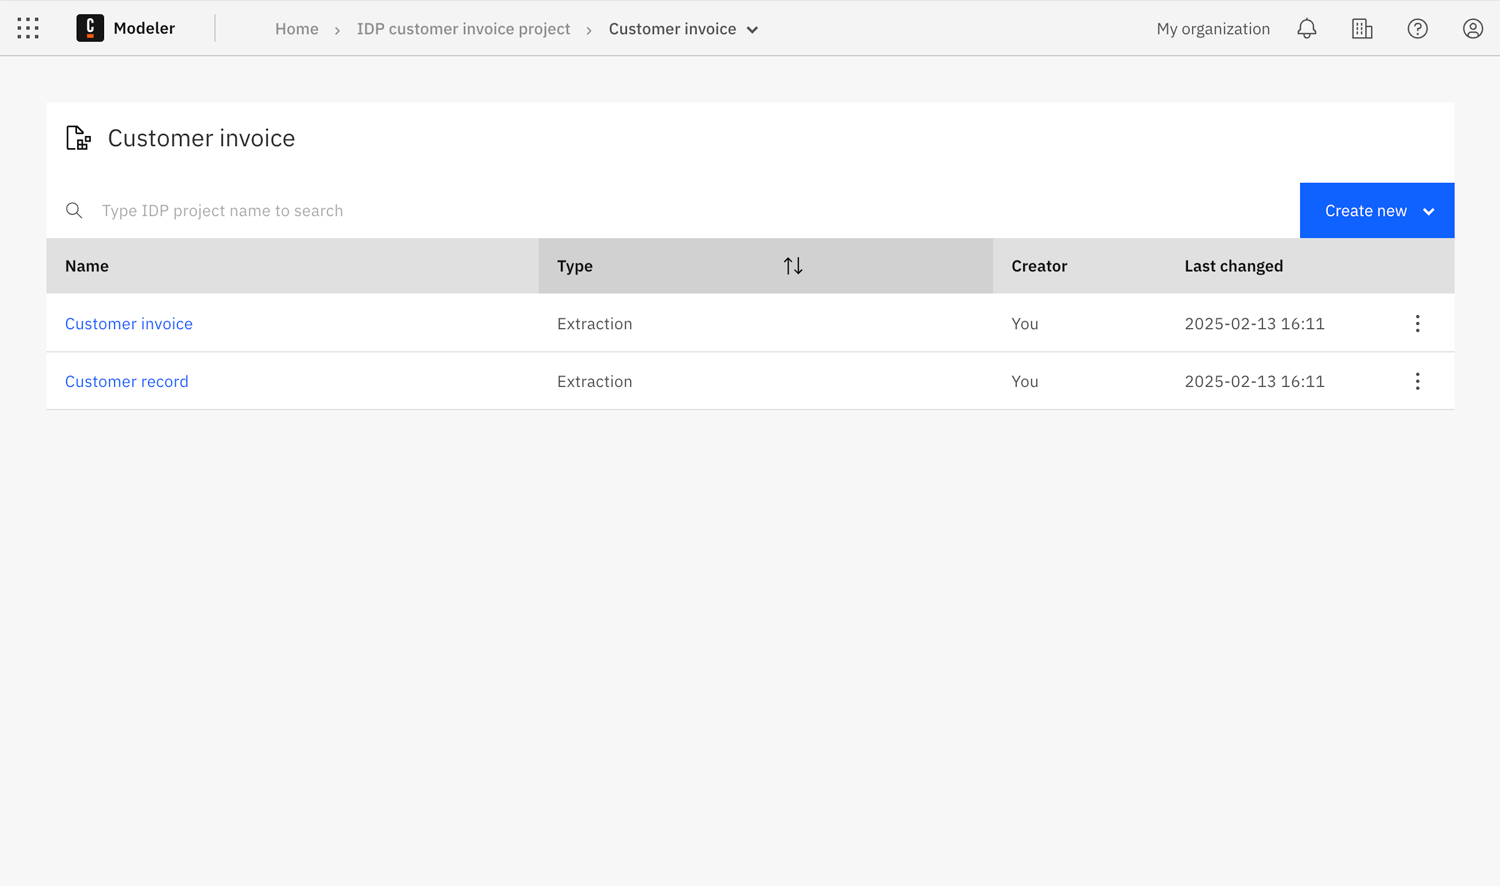 C Modeler Home IDP customer invoice project Customer invoice My organization
Customer invoice
Type IDP project name to search Create new
Name Type Creator Last changed
Customer invoice Extraction You 2025-02-13 16:11
Customer record Extraction You 2025-02-13 16:11